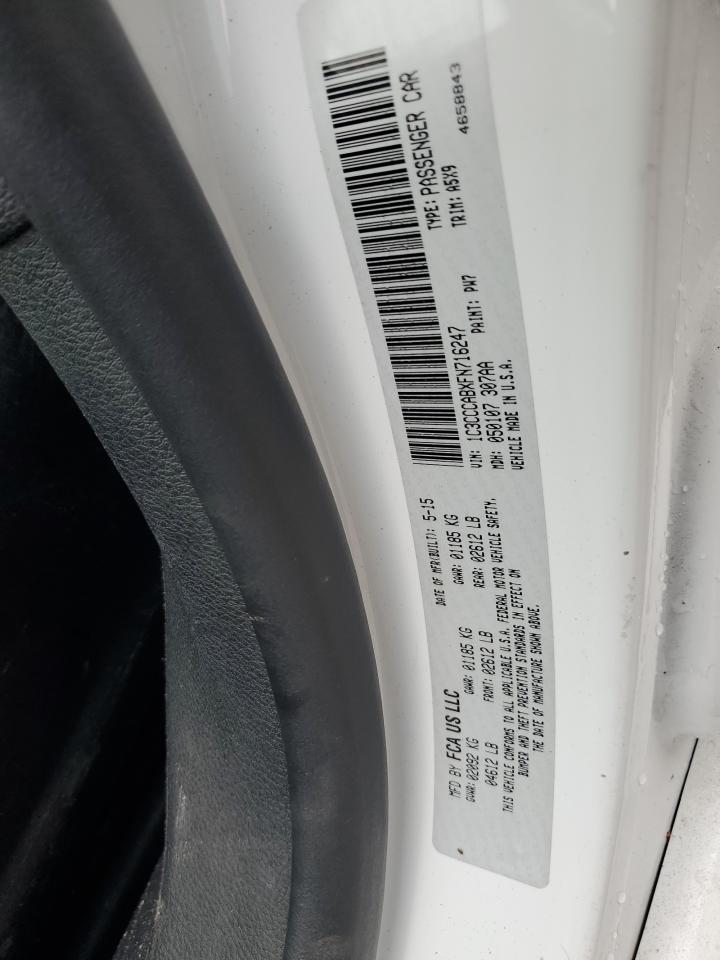 MFD BY FCA US LLC
DATE OF MFR(BUILT): 5-15
GVWR: 02092 KG
GAWR: 01185 KG
GAWR: 01185 KG
04612 LB
FRONT: 02612 LB
REAR: 02612 LB
THIS VEHICLE CONFORMS TO ALL APPLICABLE U.S.A. FEDERAL MOTOR VEHICLE SAFETY,
BUMPER AND THEFT PREVENTION STANDARDS IN EFFECT ON
THE DATE OF MANUFACTURE SHOWN ABOVE.
VIN: 1C3CCCABXFN716247
TYPE: PASSENGER CAR
MDH: 050107 307AA
PAINT: PW7
TRIM: A5X9
VEHICLE MADE IN U.S.A.
4658843